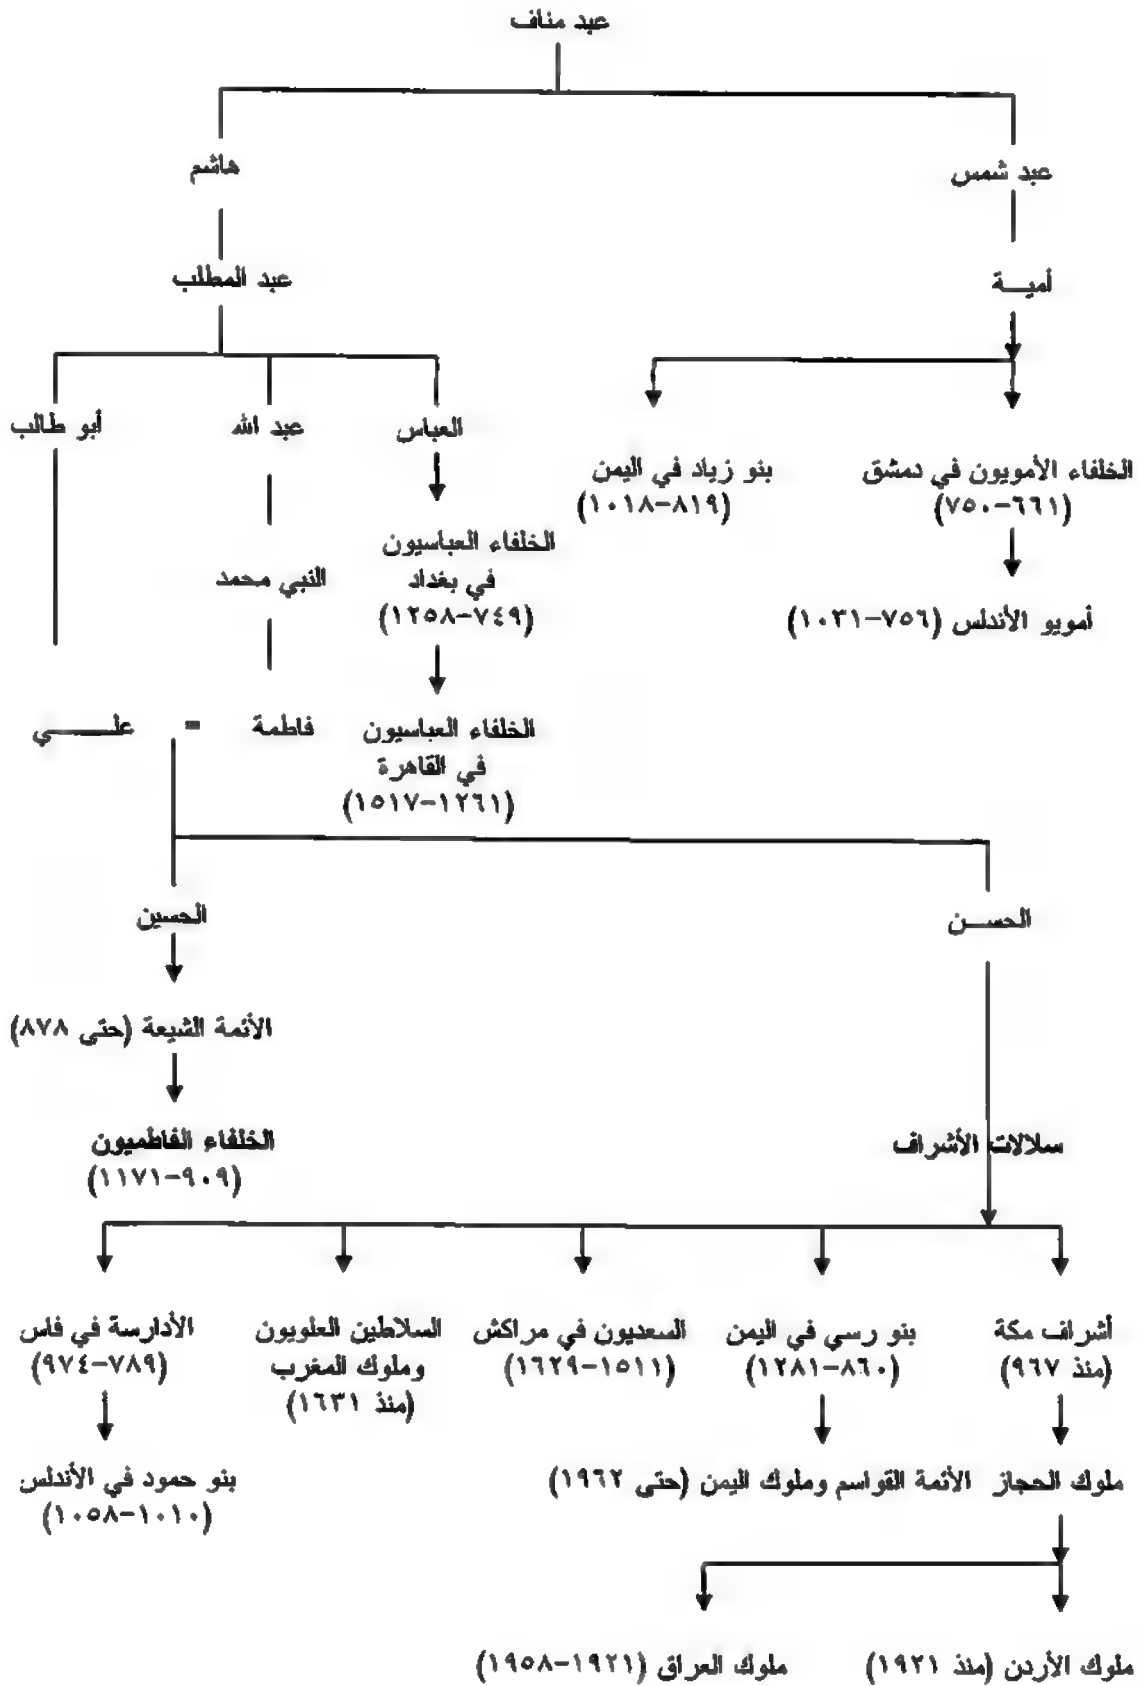 عبد مناف
عبد شمس
هاشم
أميـــة
عبد المطلب
العباس
عبد الله
أبو طالب
الخلفاء الأمويون في دمشق
(٦٦١-٧٥٠)
بنو زياد في اليمن
(٨١٩-١٠١٨)
الخلفاء العباسيون
في بغداد
(٧٤٩-١٢٥٨)
النبي محمد
أمويو الأندلس (٧٥٦-١٠٣١)
الخلفاء العباسيون
في القاهرة
(١٢٦١-١٥١٧)
فاطمة = علـــــي
الحســـن
الحسين
الأئمة الشيعة (حتى ٨٧٨)
الخلفاء الفاطميون
(٩٠٩-١١٧١)
سلالات الأشراف
أشراف مكة
(منذ ٩٦٧)
بنو رسي في اليمن
(٨٦٠-١٢٨١)
السعديون في مراكش
(١٥١١-١٦٢٩)
السلاطين العلويون
وملوك المغرب
(منذ ١٦٣١)
الأدارسة في فاس
(٧٨٩-٩٧٤)
ملوك الحجاز
الأئمة القواسم وملوك اليمن (حتى ١٩٦٢)
بنو حمود في الأندلس
(١٠١٠-١٠٥٨)
ملوك الأردن (منذ ١٩٢١)
ملوك العراق (١٩٢١-١٩٥٨)